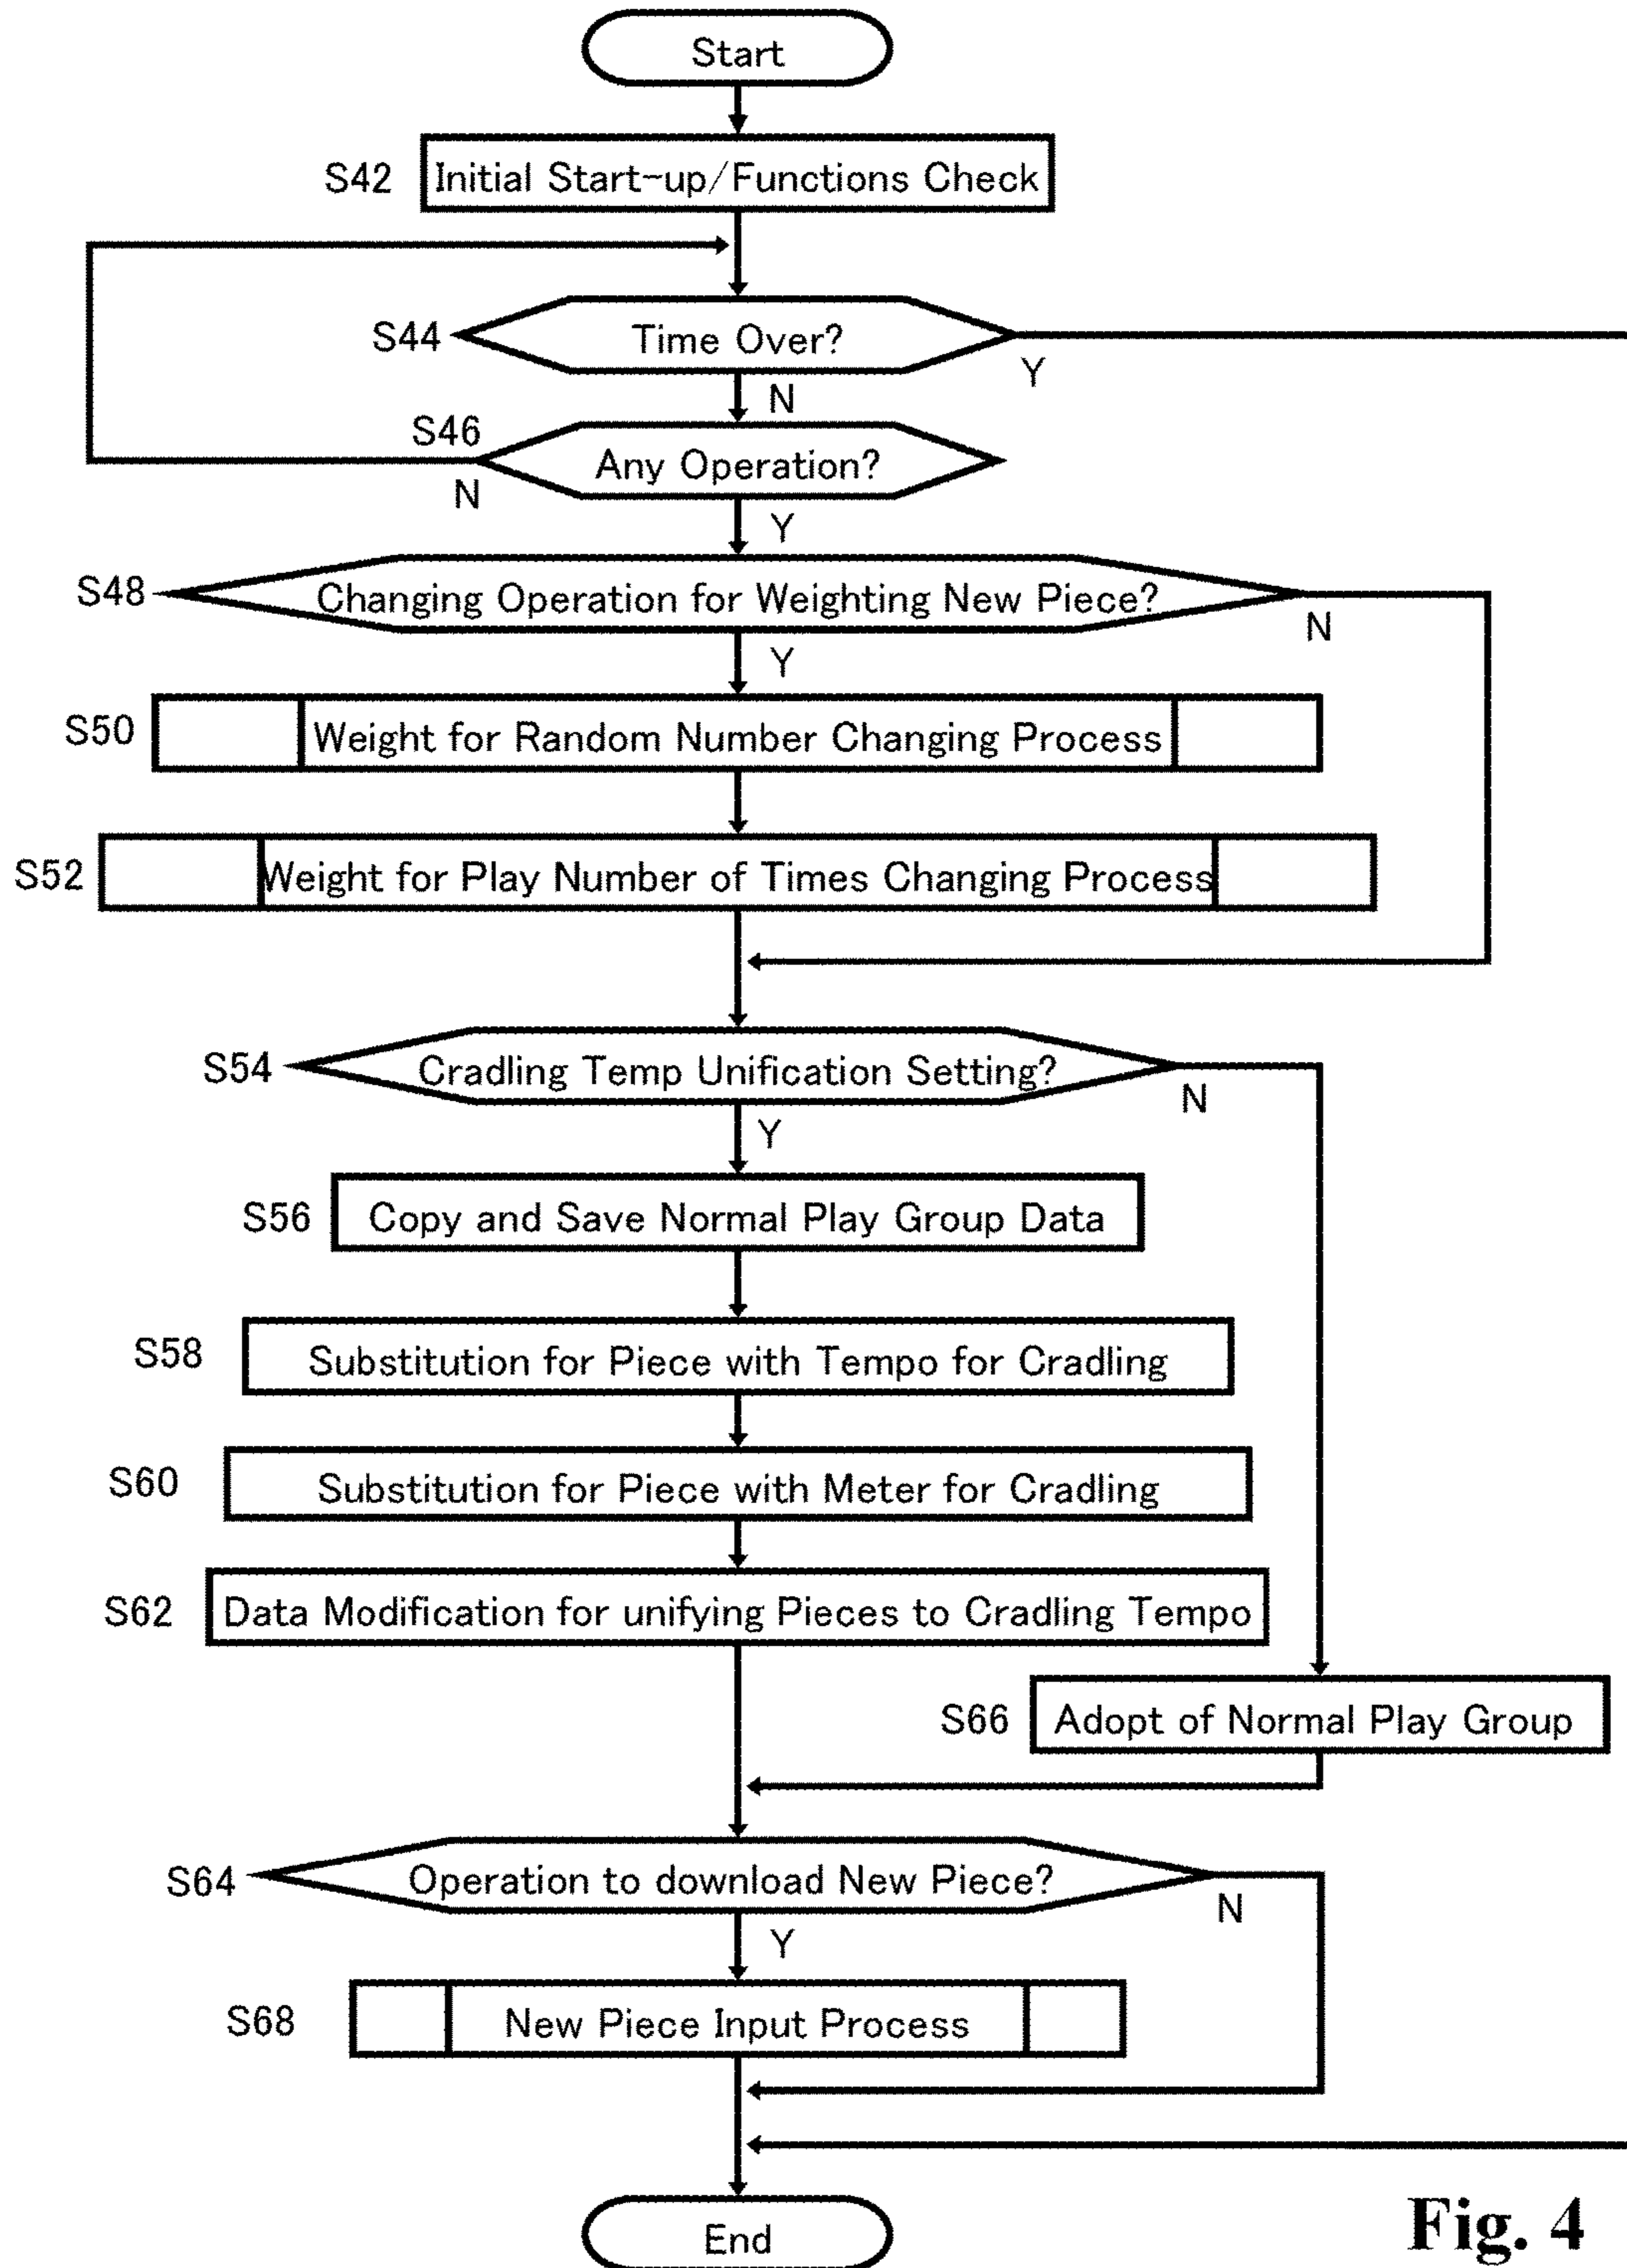 Start
S42 Initial Start-up/Functions Check
S44 Time Over?
Y
N
S46 Any Operation?
N
Y
S48 Changing Operation for Weighting New Piece?
N
Y
S50 Weight for Random Number Changing Process
S52 Weight for Play Number of Times Changing Process
S54 Cradling Temp Unification Setting?
N
Y
S56 Copy and Save Normal Play Group Data
S58 Substitution for Piece with Tempo for Cradling
S60 Substitution for Piece with Meter for Cradling
S62 Data Modification for unifying Pieces to Cradling Tempo
S66 Adopt of Normal Play Group
S64 Operation to download New Piece?
N
Y
S68 New Piece Input Process
End
Fig. 4